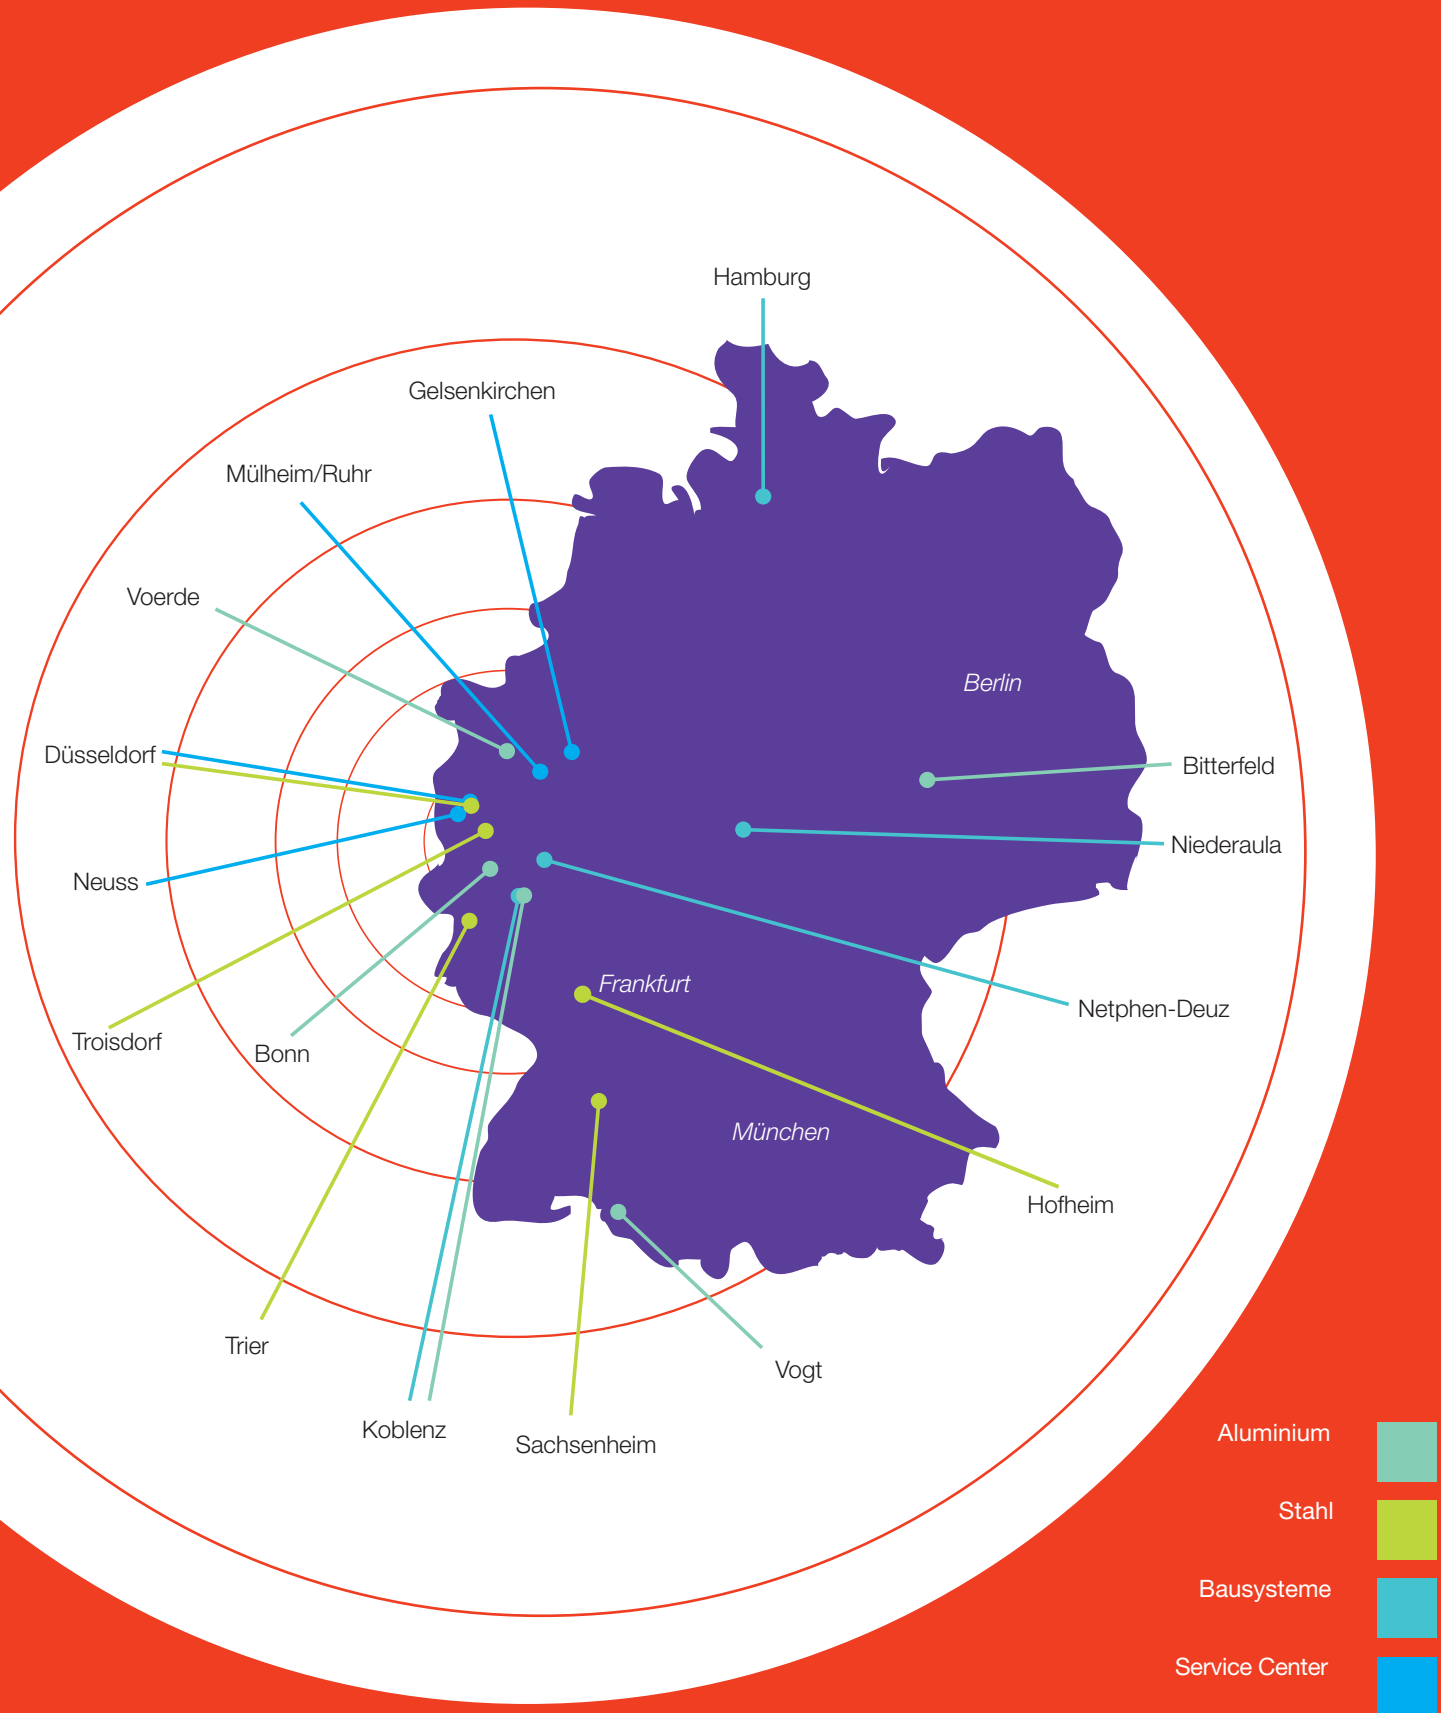 Hamburg
Gelsenkirchen
Mülheim/Ruhr
Voerde
Berlin
Düsseldorf
Bitterfeld
Niederaula
Neuss
Frankfurt
Netphen-Deuz
Troisdorf
Bonn
München
Hofheim
Trier
Vogt
Koblenz
Sachsenheim
Aluminium
Stahl
Bausysteme
Service Center